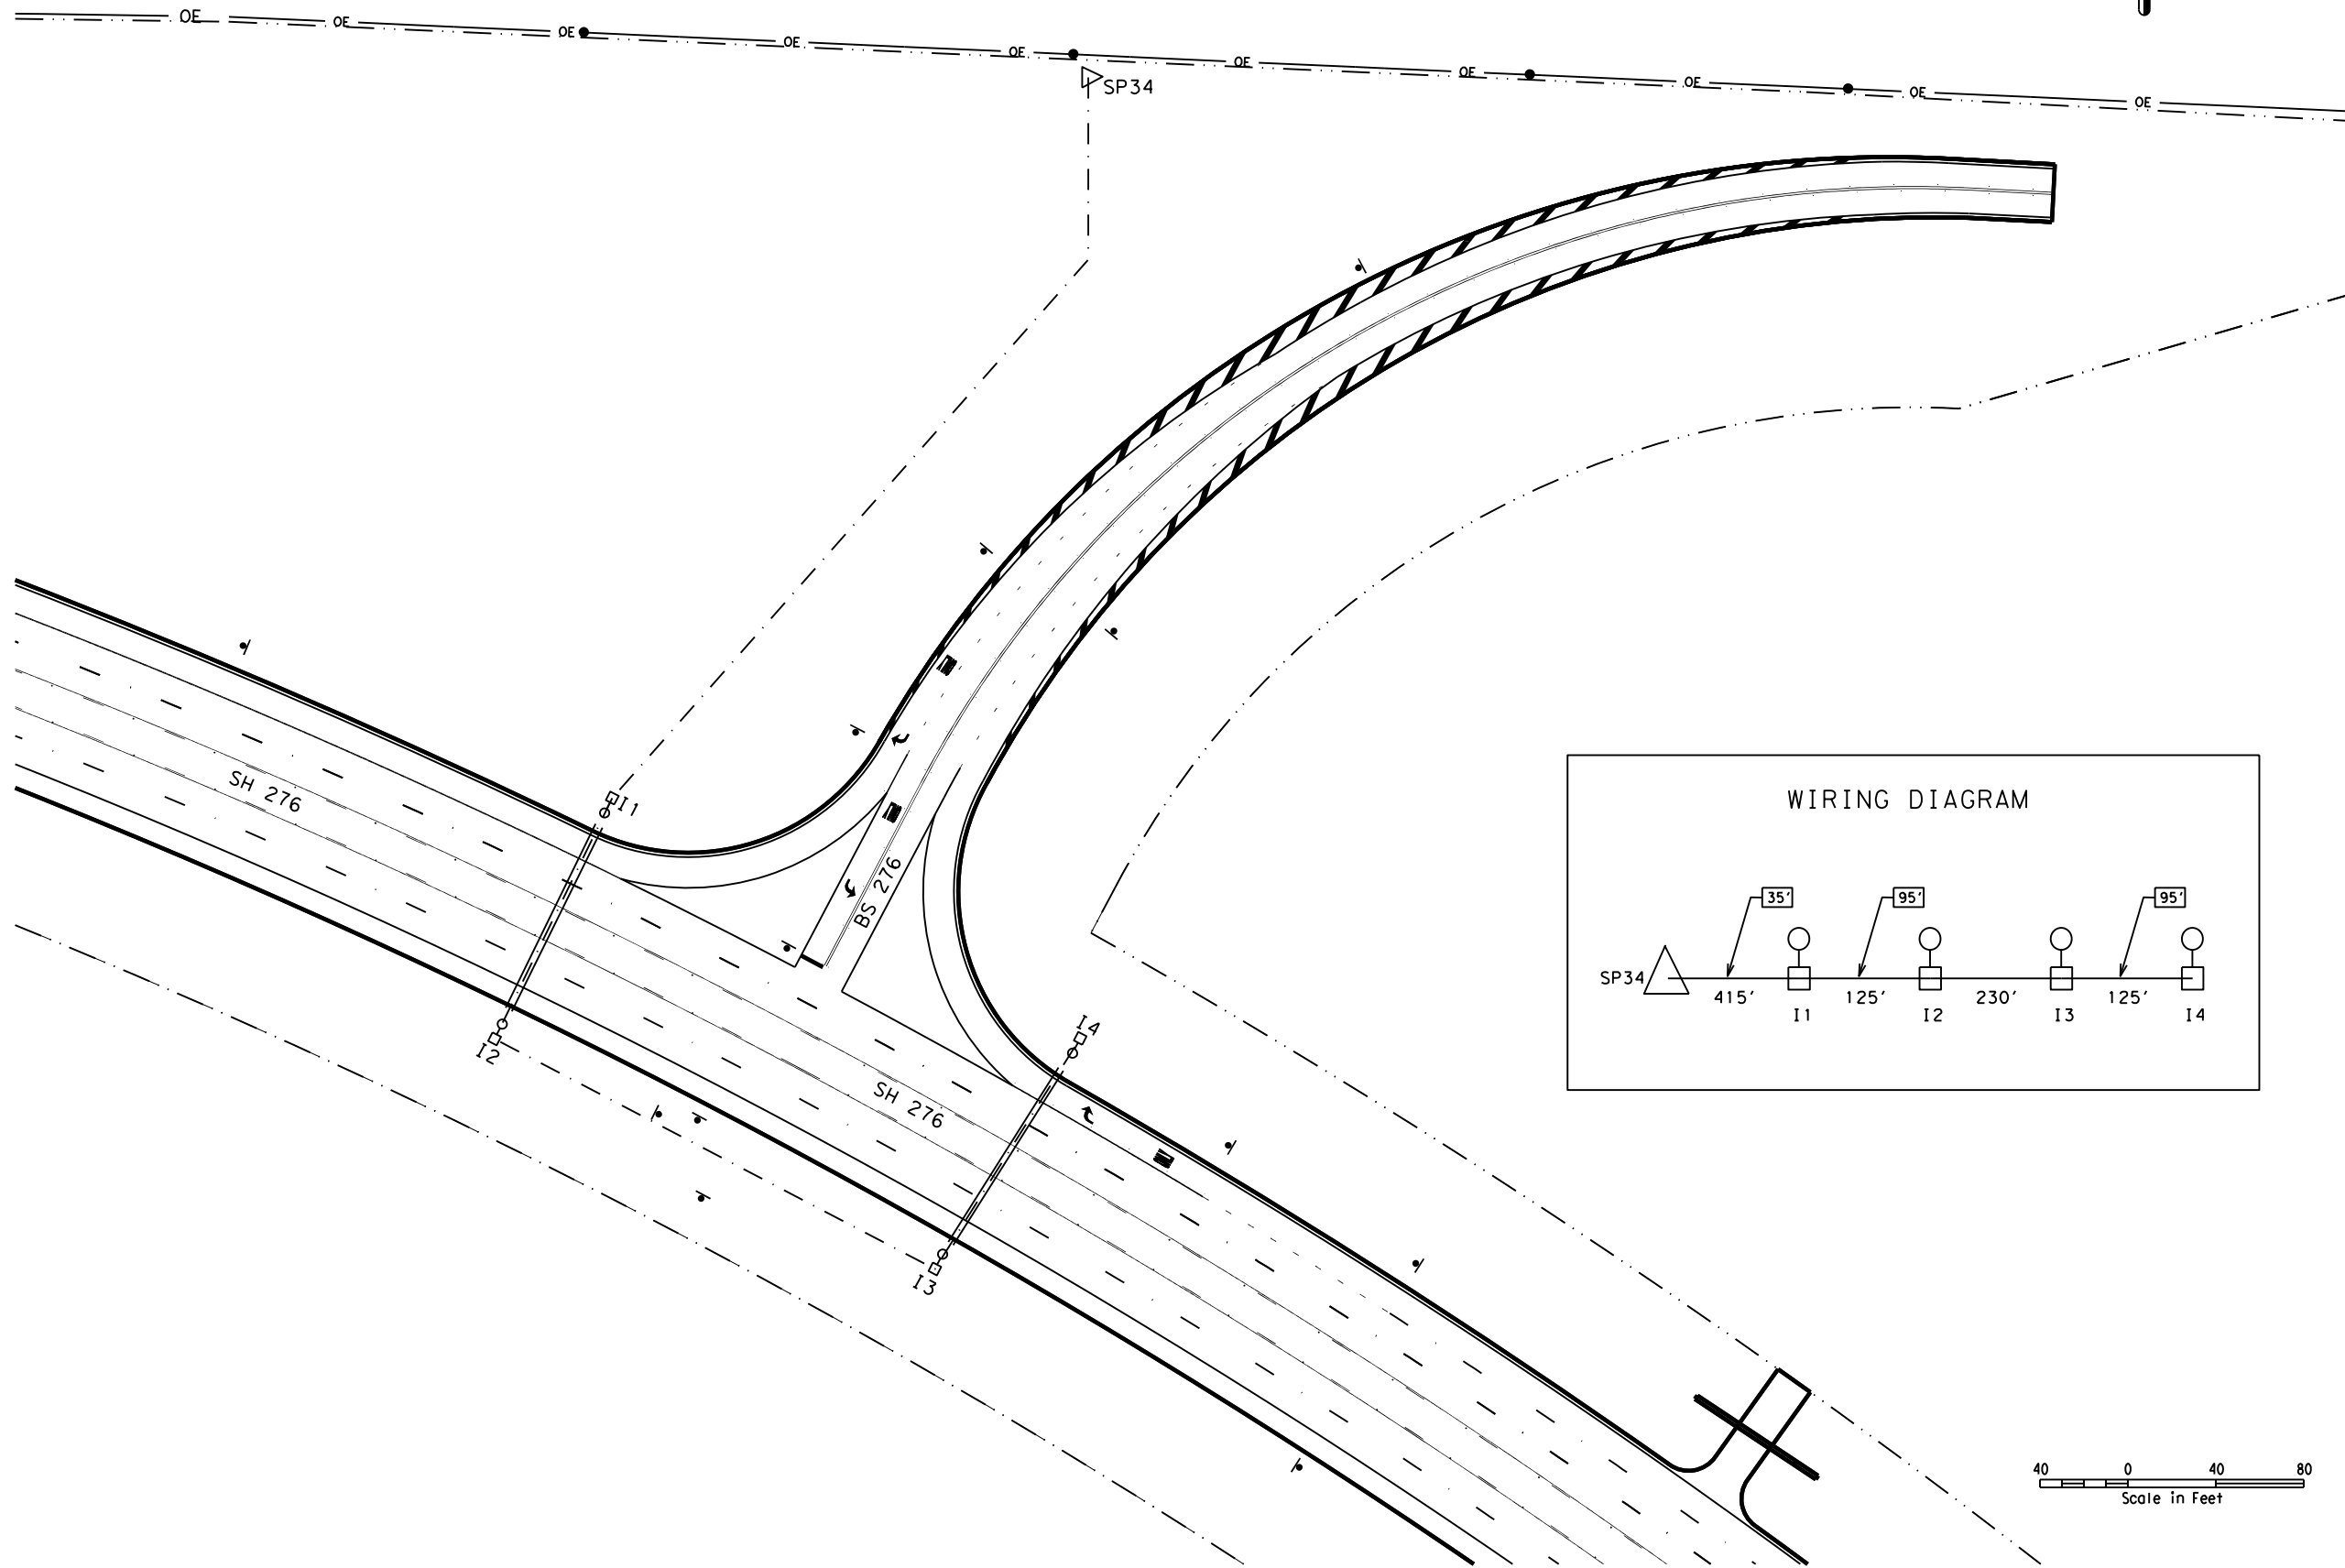 OE
OE
OE
OE
OE
OE
OE
OE
OE
OE
SP34
SH 276
I1
BS 276
I2
I4
SH 276
I3
WIRING DIAGRAM
35'
95'
95'
SP34
415'
125'
230'
125'
I1
I2
I3
I4
40 0 40 80
Scale in Feet